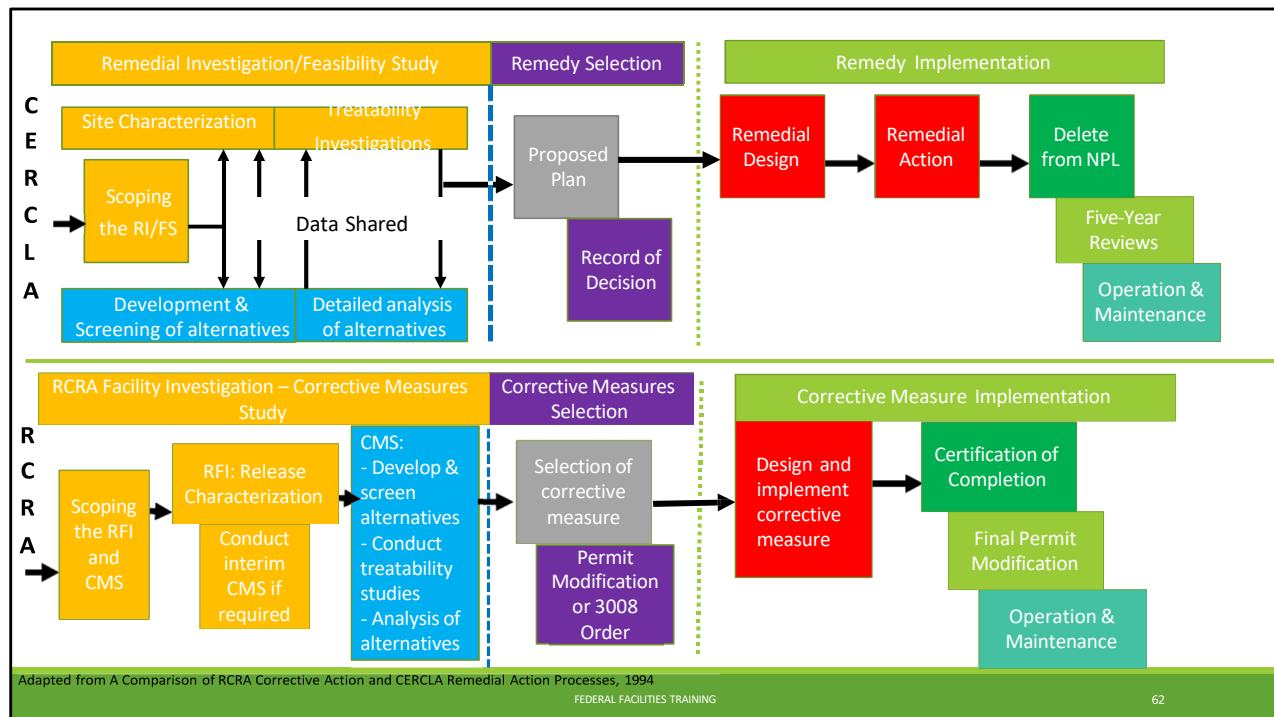 Remedial Investigation/Feasibility Study
Remedy Selection
Remedy Implementation
C
E
R
C
L
A
Site Characterization
Treatability
Investigations
Scoping
the RI/FS
Data Shared
Development &
Screening of alternatives
Detailed analysis
of alternatives
Proposed
Plan
Record of
Decision
Remedial
Design
Remedial
Action
Delete
from NPL
Five-Year
Reviews
Operation &
Maintenance
RCRA Facility Investigation – Corrective Measures
Study
Corrective Measures
Selection
Corrective Measure Implementation
R
C
R
A
Scoping
the RFI
and
CMS
RFI: Release
Characterization
Conduct
interim
CMS if
required
CMS:
- Develop &
screen
alternatives
- Conduct
treatability
studies
- Analysis of
alternatives
Selection of
corrective
measure
Permit
Modification
or 3008
Order
Design and
implement
corrective
measure
Certification of
Completion
Final Permit
Modification
Operation &
Maintenance
Adapted from A Comparison of RCRA Corrective Action and CERCLA Remedial Action Processes, 1994
FEDERAL FACILITIES TRAINING
62